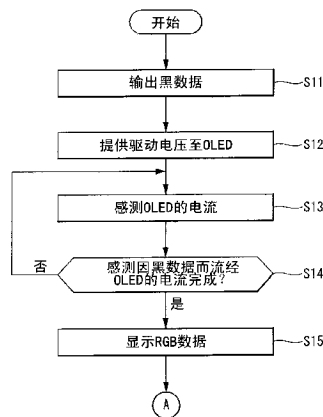 开始
输出黑数据
S11
提供驱动电压至OLED
S12
感测OLED的电流
S13
感测因黑数据而流经
OLED的电流完成？
S14
否
是
显示RGB数据
S15
A